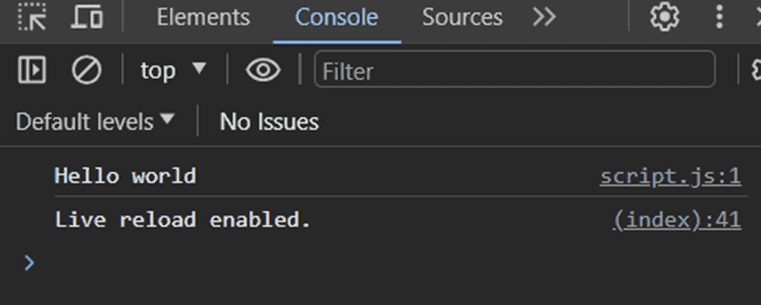 Elements Console Sources
top Filter
Default levels No Issues
Hello world script.js:1
Live reload enabled. (index):41